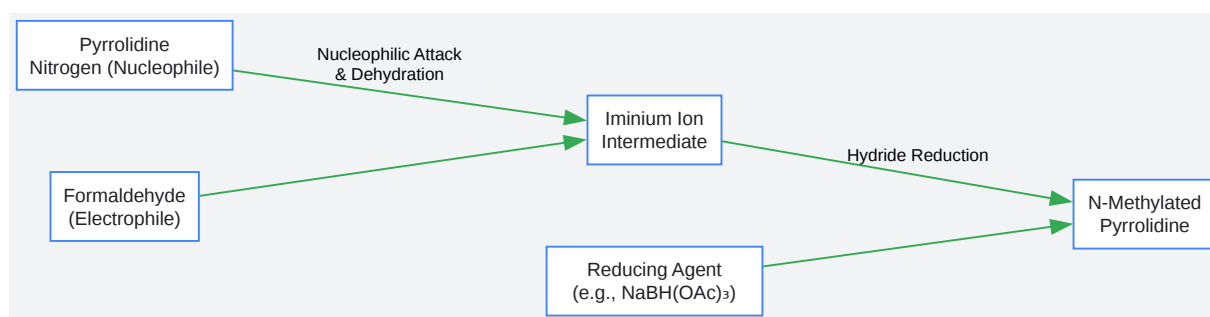 Pyrrolidine
Nitrogen (Nucleophile)
Nucleophilic Attack
& Dehydration
Iminium Ion
Intermediate
Formaldehyde
(Electrophile)
Hydride Reduction
N-Methylated
Pyrrolidine
Reducing Agent
(e.g., NaBH(OAc)₃)